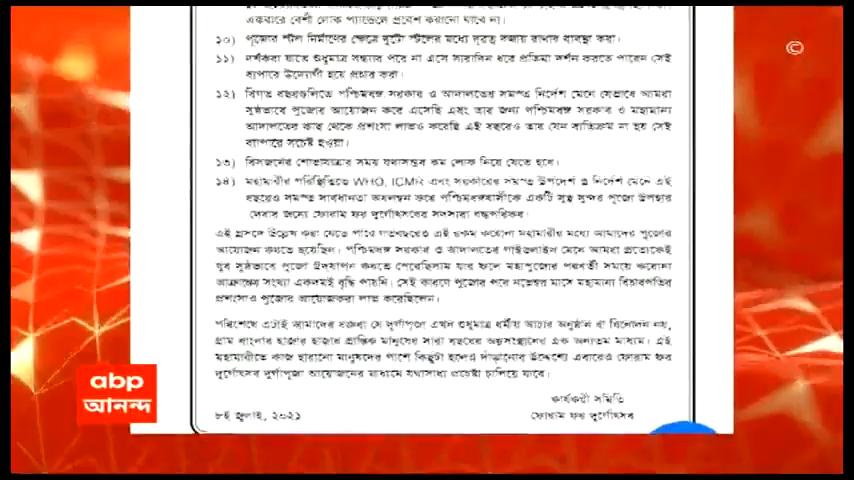 একবারে বেশী লোক প্যান্ডেলে প্রবেশ করানো যাবে না।
১০) পূজোর স্টল নির্মাণের ক্ষেত্রে দুটো স্টলের মধ্যে দূরত্ব বজায় রাখার ব্যবস্থা করা।
১১) দর্শকরা যাতে শুধুমাত্র সন্ধ্যার পরে না এসে সারাদিন ধরে প্রতিমা দর্শন করতে পারেন সেই
ব্যাপারে উদ্যোগী হয়ে প্রচার করা।
১২) বিগত বছরগুলিতে পশ্চিমবঙ্গ সরকার ও আদালতের সমস্ত নির্দেশ মেনে যেভাবে আমরা
সুষ্ঠভাবে পুজোর আয়োজন করে এসেছি এবং তার জন্য পশ্চিমবঙ্গ সরকার ও মহামান্য
আদালতের কাছ থেকে প্রশংসা লাভও করেছি এই বছরেও তার যেন ব্যতিক্রম না হয় সেই
ব্যাপারে সচেষ্ট হওয়া।
১৩) বিসর্জনের শোভাযাত্রার সময় যথাসম্ভব কম লোক নিয়ে যেতে হবে।
১৪) মহামারীর পরিস্থিতিতে WHO, ICMR এবং সরকারের সমস্ত উপদেশ ও নির্দেশ মেনে এই
বছরেও সমস্ত সাবধানতা অবলম্বন করে পশ্চিমবঙ্গবাসীকে একটি সুস্থ সুন্দর পূজো উপহার
দেবার জন্যে ফোরাম ফর দুর্গোৎসবের সদস্যরা বদ্ধপরিকর।
এই প্রসঙ্গে উল্লেখ করা যেতে পারে গতবছরেও এই রকম করোনা মহামারীর মধ্যে আমাদের পুজোর
আয়োজন করতে হয়েছিল। পশ্চিমবঙ্গ সরকার ও আদালতের গাইডলাইন মেনে আমরা প্রত্যেকেই
খুব সুষ্ঠভাবে পূজো উদযাপন করতে পেরেছিলাম যার ফলে মহাপুজোর পরবর্তী সময়ে করোনা
আক্রান্তের সংখ্যা একদমই বৃদ্ধি পায়নি। সেই কারণে পুজোর পরে নভেম্বর মাসে মহামান্য বিচারপতির
প্রশংসাও পুজোর আয়োজকরা লাভ করেছিলেন।
পরিশেষে এটাই আমাদের বক্তব্য যে দুর্গাপূজো এখন শুধুমাত্র ধর্মীয় আচার অনুষ্ঠান বা বিনোদন নয়,
গ্রাম বাংলার হাজার হাজার প্রান্তিক মানুষের সারা বছরের অন্নসংস্থানের এক অন্যতম মাধ্যম। এই
মহামারীতে কাজ হারানো মানুষদের পাশে কিছুটা হলেও দাঁড়ানোর উদ্দেশ্যে এবারেও ফোরাম ফর
দুর্গোৎসব দুর্গাপূজা আয়োজনের মাধ্যমে যথাসাধ্য প্রচেষ্টা চালিয়ে যাবে।
কার্যকরী সমিতি
৮ই জুলাই, ২০২১ ফোরাম ফর দুর্গোৎসব
abp
আনন্দ
©